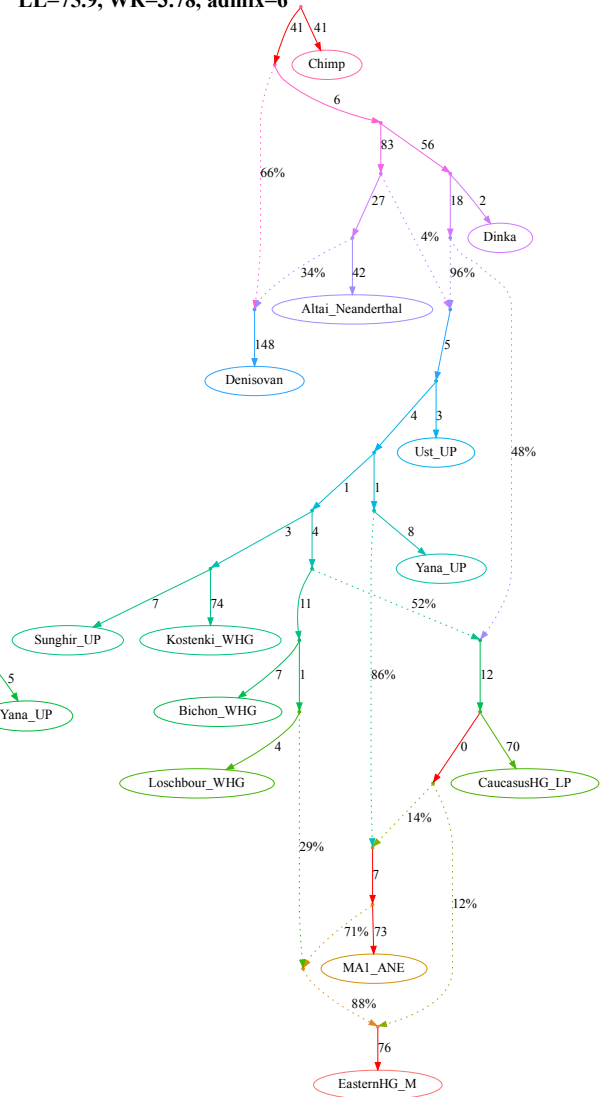 LL=75.9, WR=3.78, admix=6
41 41
Chimp
6
83 56
66%
27 18 2
4% Dinka
34% 42 96%
Altai_Neanderthal
148 5
Denisovan
4 3
48% Ust_UP
1 1
3 4 8
Yana_UP
7 74 11 52%
Sunghir_UP Kostenki_WHG
5 7 1 86% 12
Yana_UP Bichon_WHG
4 0 70
Loschbour_WHG CaucasusHG_LP
14%
29% 7 12%
71% 73
MA1_ANE
88%
76
EasternHG_M